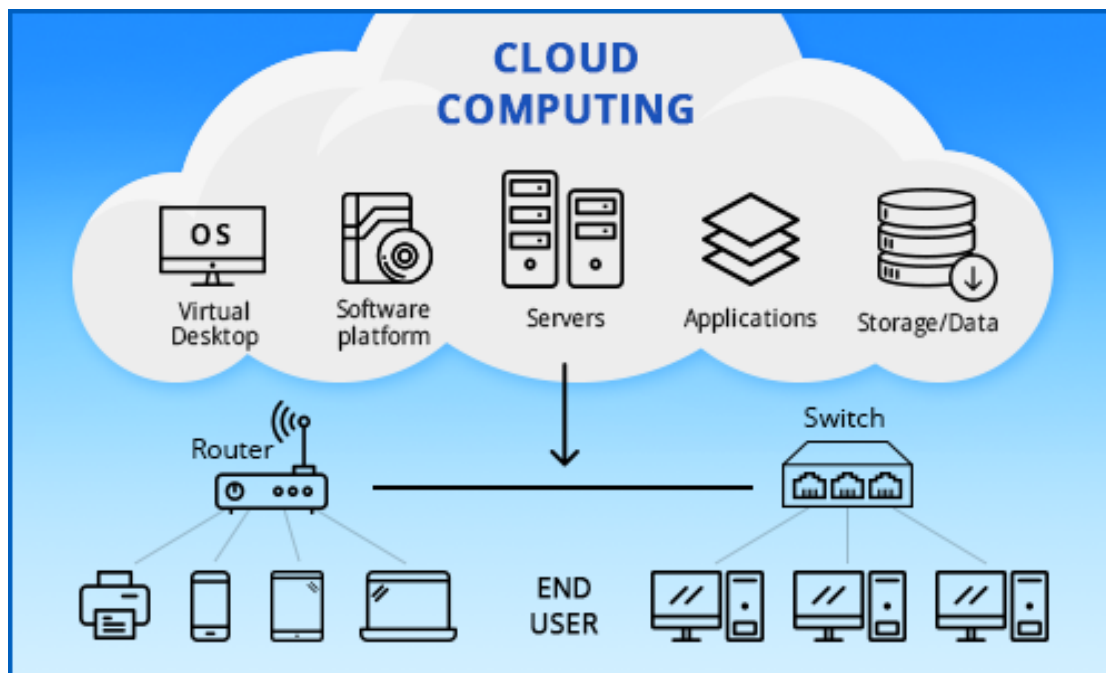 CLOUD
COMPUTING
OS
Virtual
Desktop
Software
platform
Servers
Applications
Storage/Data
Router
Switch
END
USER